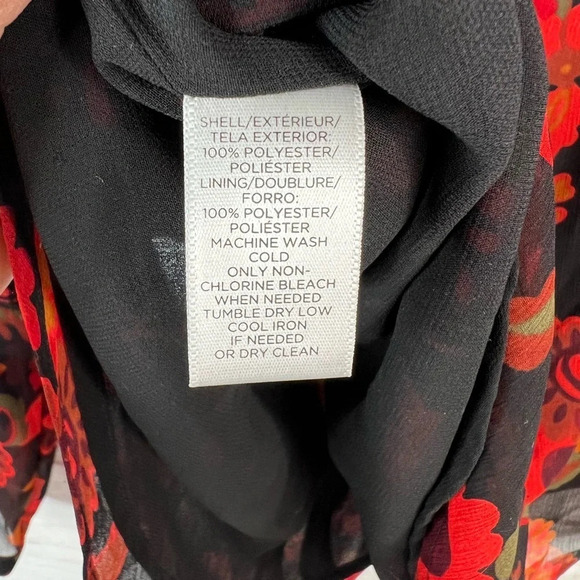 SHELL/EXTÉRIEUR/
TELA EXTERIOR:
100% POLYESTER/
POLIÉSTER
LINING/DOUBLURE/
FORRO:
100% POLYESTER/
POLIÉSTER
MACHINE WASH
COLD
ONLY NON-
CHLORINE BLEACH
WHEN NEEDED
TUMBLE DRY LOW
COOL IRON
IF NEEDED
OR DRY CLEAN